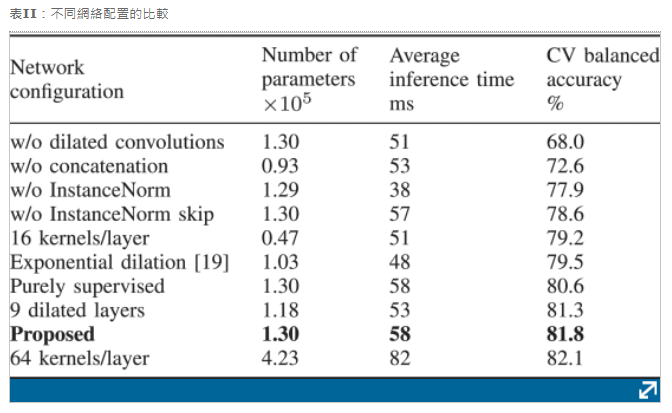 表II：不同網絡配置的比較
Network configuration Number of parameters ×10⁵ Average inference time ms CV balanced accuracy %
w/o dilated convolutions 1.30 51 68.0
w/o concatenation 0.93 53 72.6
w/o InstanceNorm 1.29 38 77.9
w/o InstanceNorm skip 1.30 57 78.6
16 kernels/layer 0.47 51 79.2
Exponential dilation [19] 1.03 48 79.5
Purely supervised 1.30 58 80.6
9 dilated layers 1.18 53 81.3
Proposed 1.30 58 81.8
64 kernels/layer 4.23 82 82.1